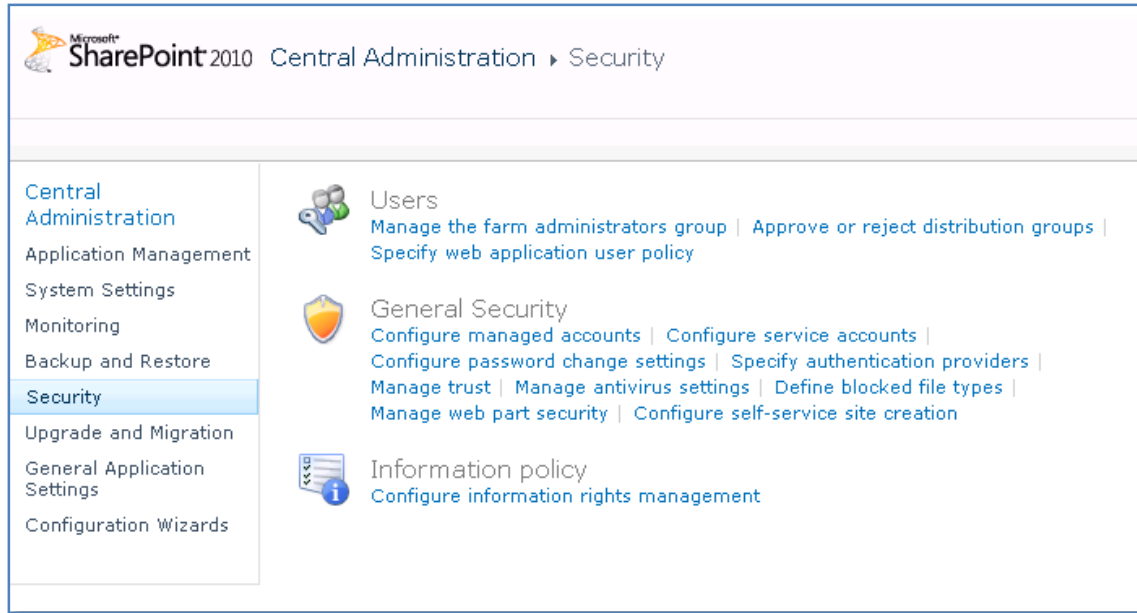 Microsoft
SharePoint 2010 Central Administration ▸ Security
Central
Administration
Application Management
System Settings
Monitoring
Backup and Restore
Security
Upgrade and Migration
General Application
Settings
Configuration Wizards
Users
Manage the farm administrators group | Approve or reject distribution groups |
Specify web application user policy
General Security
Configure managed accounts | Configure service accounts |
Configure password change settings | Specify authentication providers |
Manage trust | Manage antivirus settings | Define blocked file types |
Manage web part security | Configure self-service site creation
Information policy
Configure information rights management